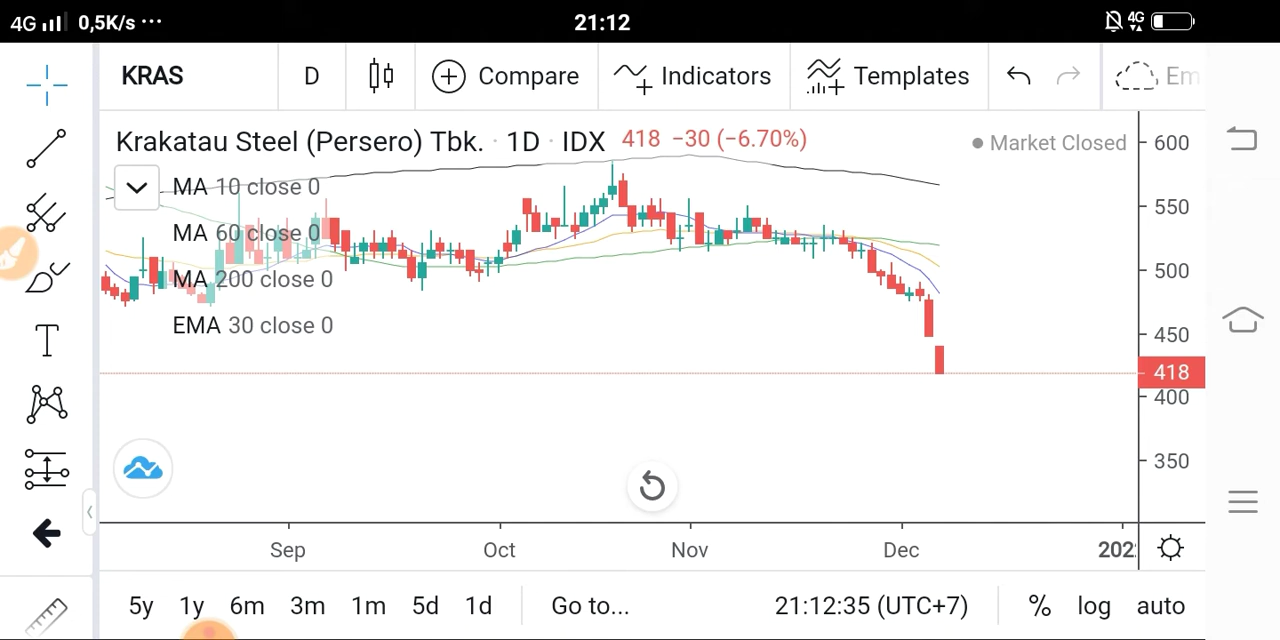 4G 0,5K/s ··· 21:12 4G
KRAS D Compare Indicators Templates Em
Krakatau Steel (Persero) Tbk. · 1D · IDX 418 −30 (−6.70%) Market Closed
MA 10 close 0
MA 60 close 0
MA 200 close 0
EMA 30 close 0
600
550
500
450
418
400
350
Sep Oct Nov Dec 202
5y 1y 6m 3m 1m 5d 1d Go to... 21:12:35 (UTC+7) % log auto